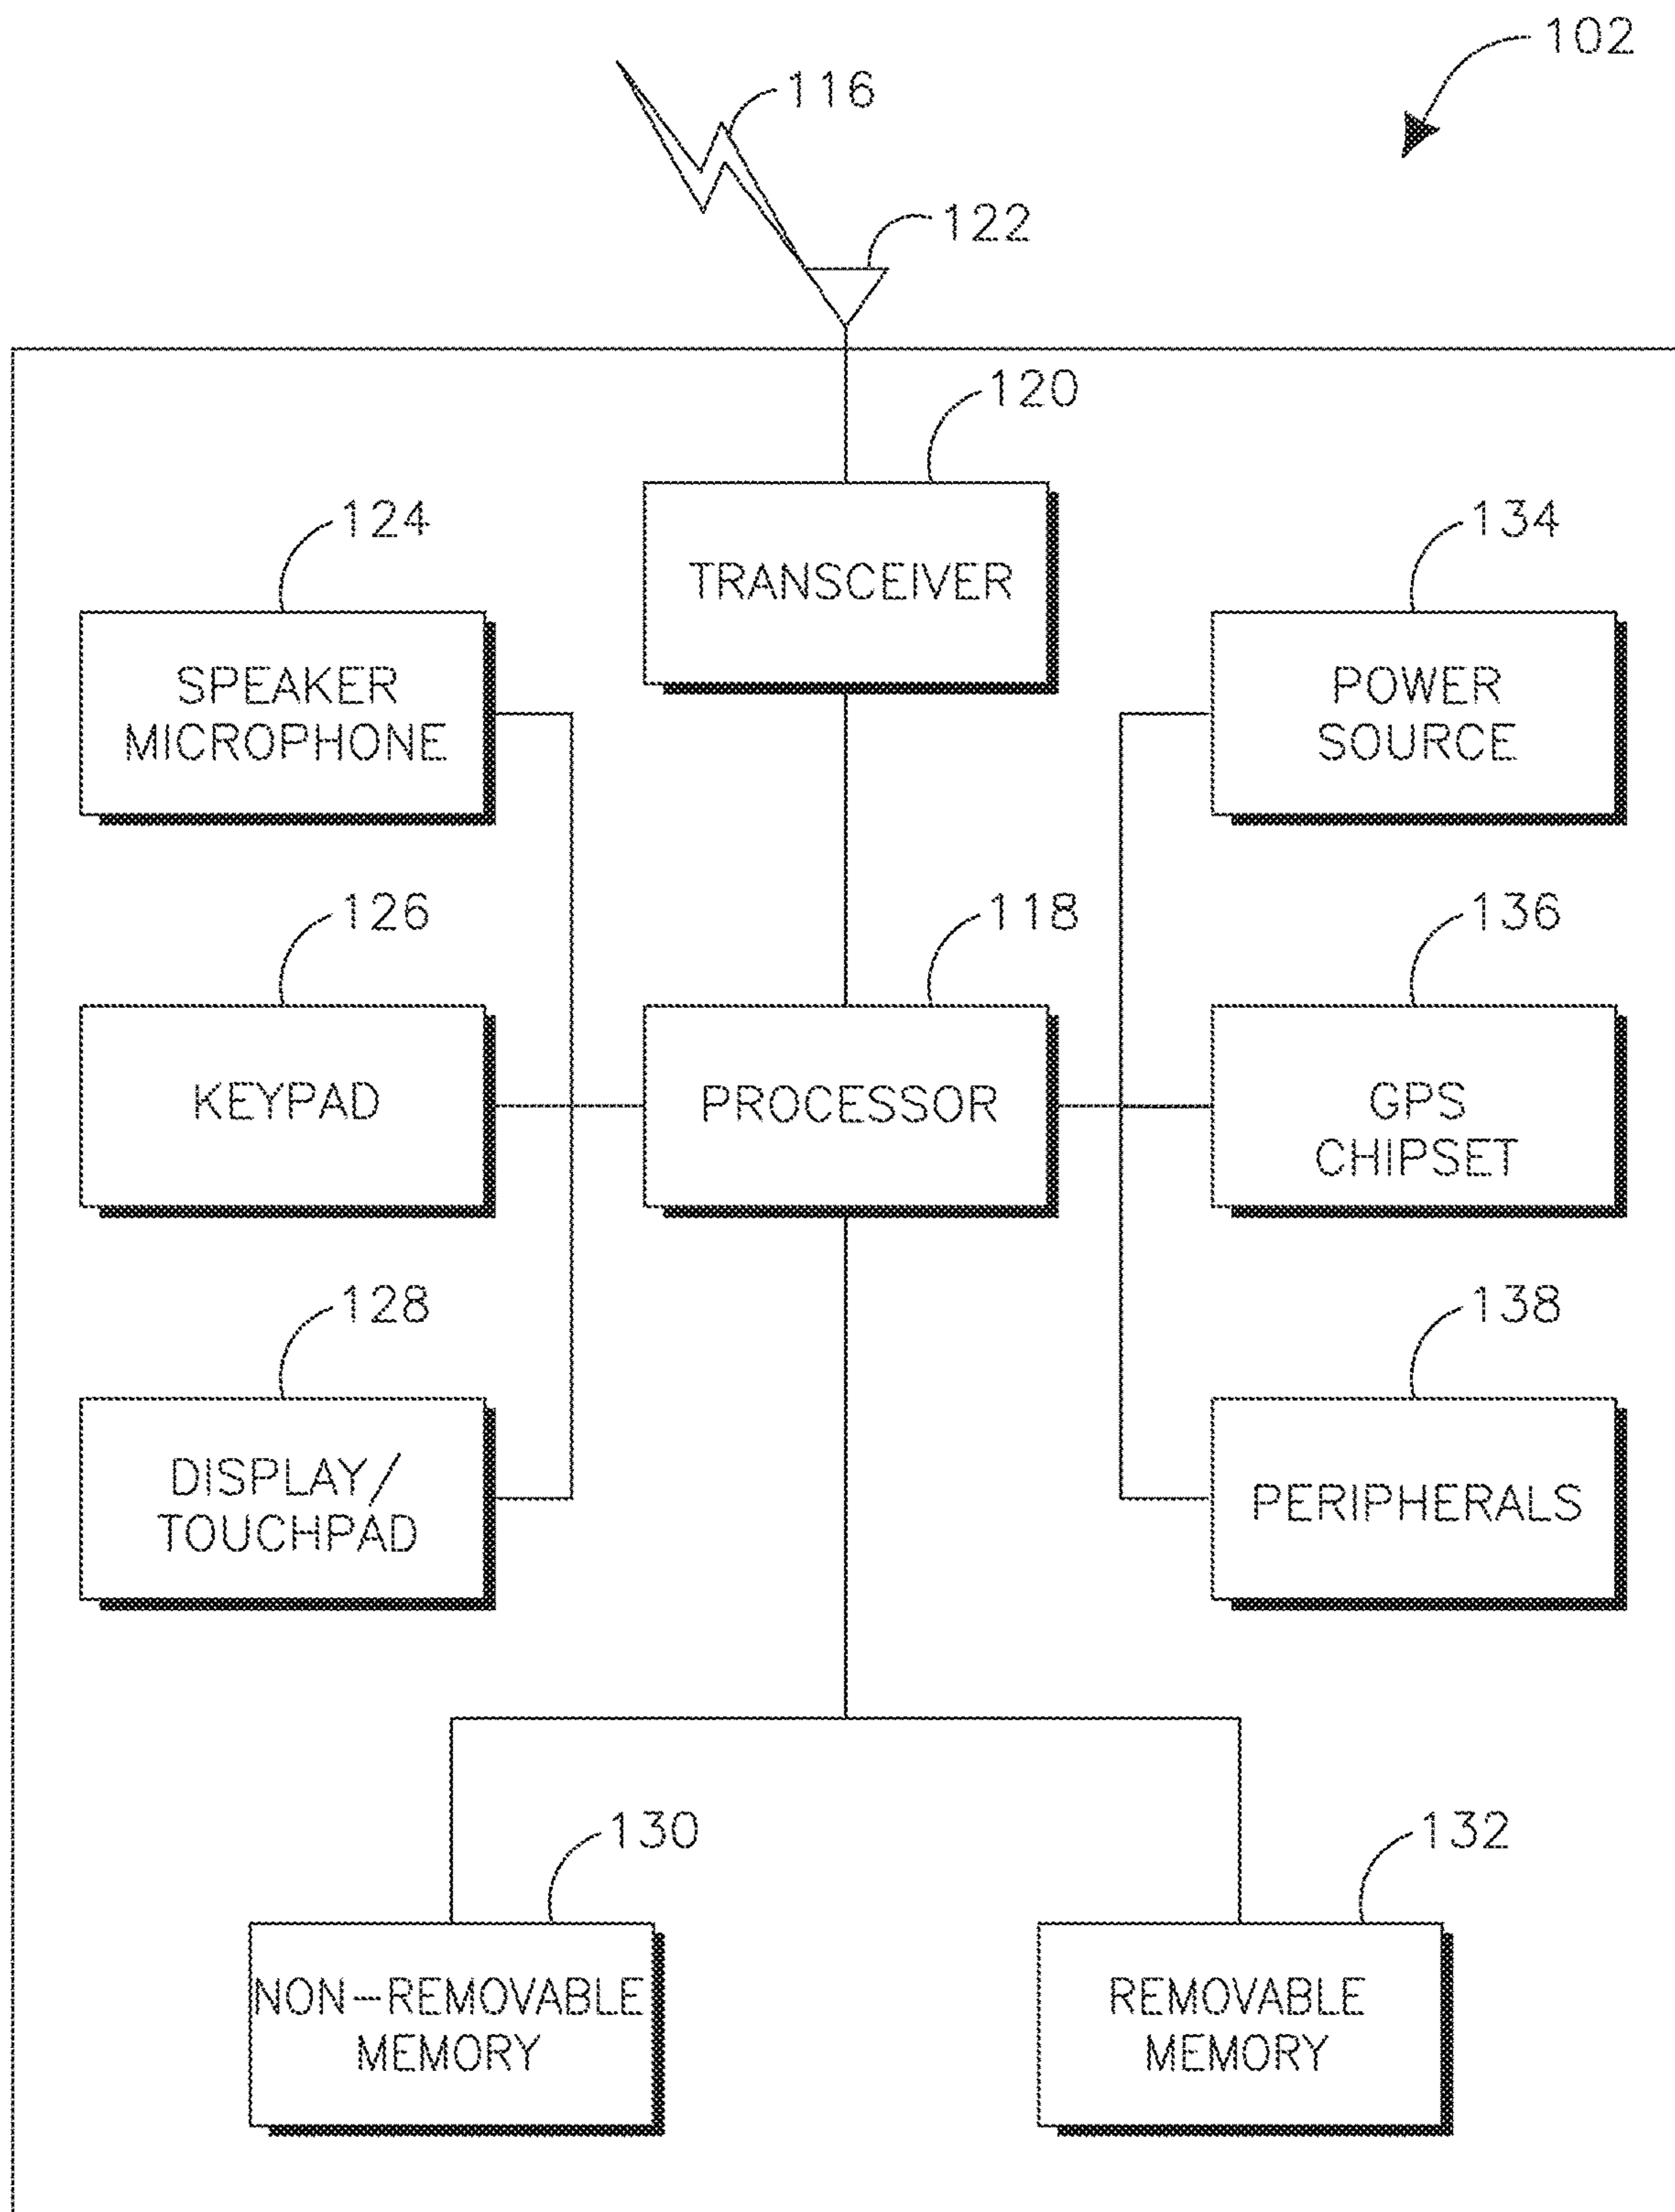 102
116
122
120
TRANSCEIVER
124
SPEAKER
MICROPHONE
134
POWER
SOURCE
126
KEYPAD
118
PROCESSOR
136
GPS
CHIPSET
128
DISPLAY/
TOUCHPAD
138
PERIPHERALS
130
NON-REMOVABLE
MEMORY
132
REMOVABLE
MEMORY